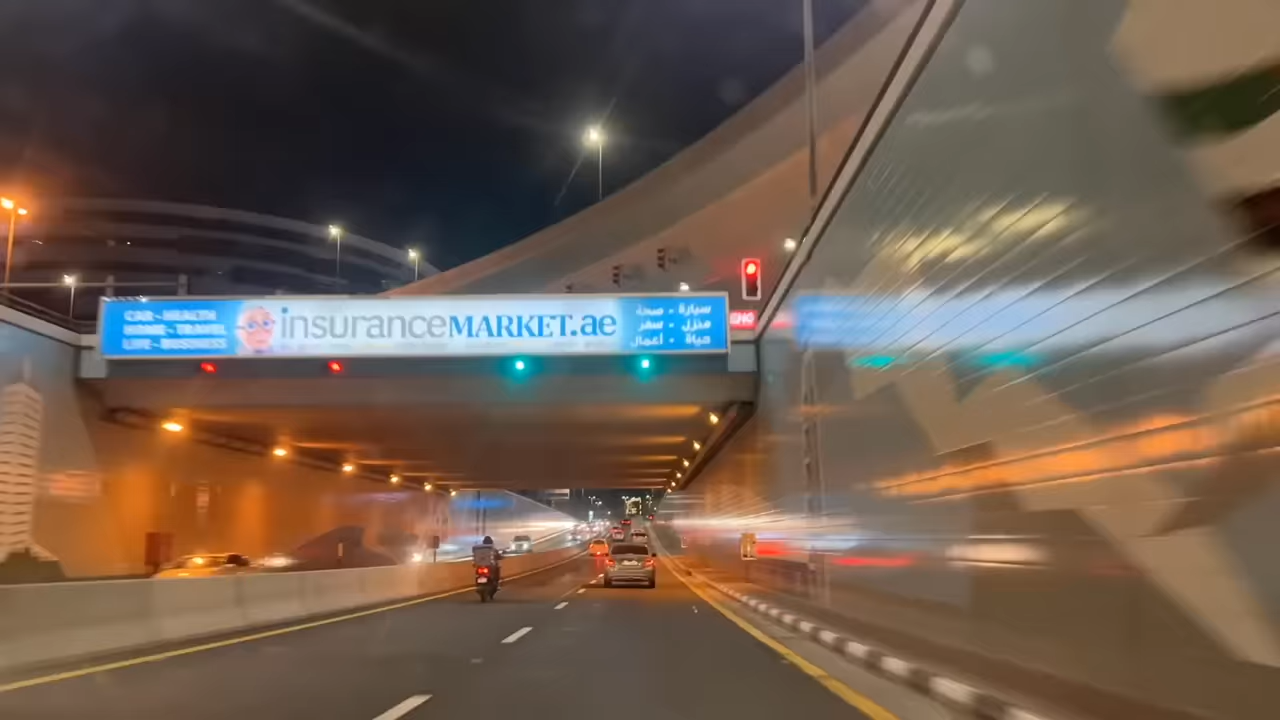 CAR - HEALTH
HOME - TRAVEL
LIFE - BUSINESS
insuranceMARKET.ae
سيارة - صحة
منزل - سفر
حياة - أعمال